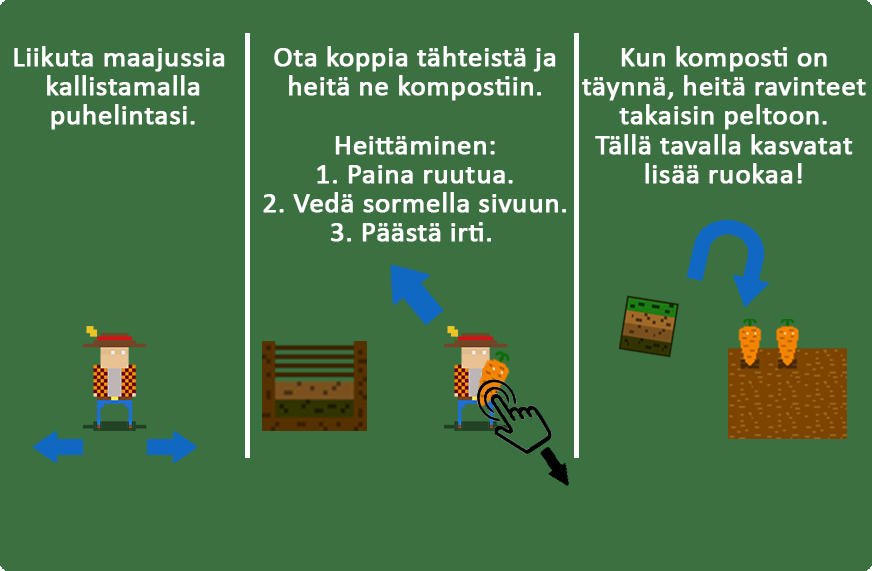 Liikuta maajussia
kallistamalla
puhelintasi.
Ota koppia tähteistä ja
heitä ne kompostiin.
Heittäminen:
1. Paina ruutua.
2. Vedä sormella sivuun.
3. Päästä irti.
Kun komposti on
täynnä, heitä ravinteet
takaisin peltoon.
Tällä tavalla kasvatat
lisää ruokaa!